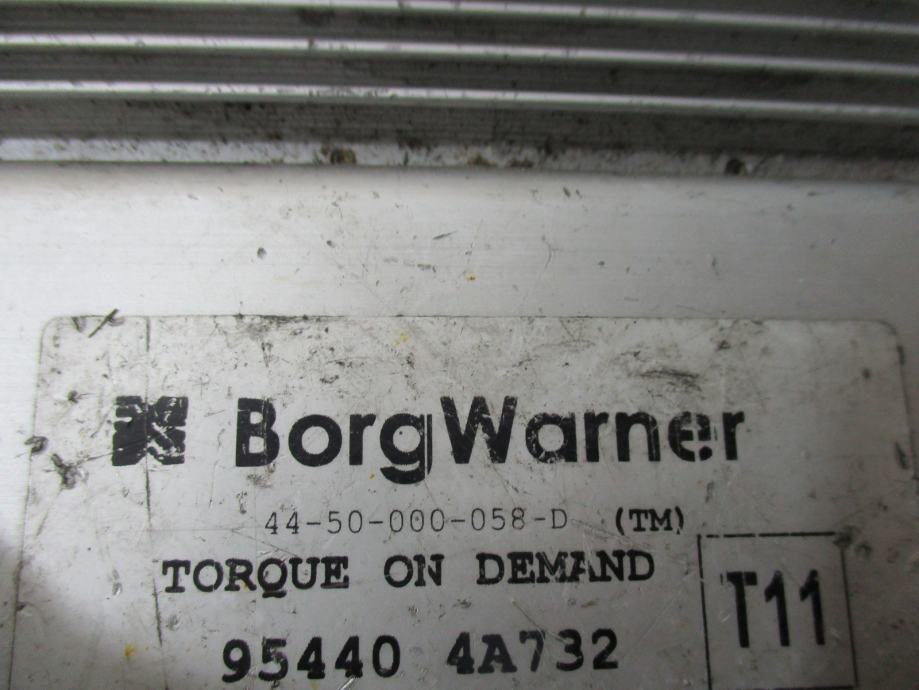 BorgWarner
44-50-000-058-D (TM)
TORQUE ON DEMAND
95440 4A732
T11